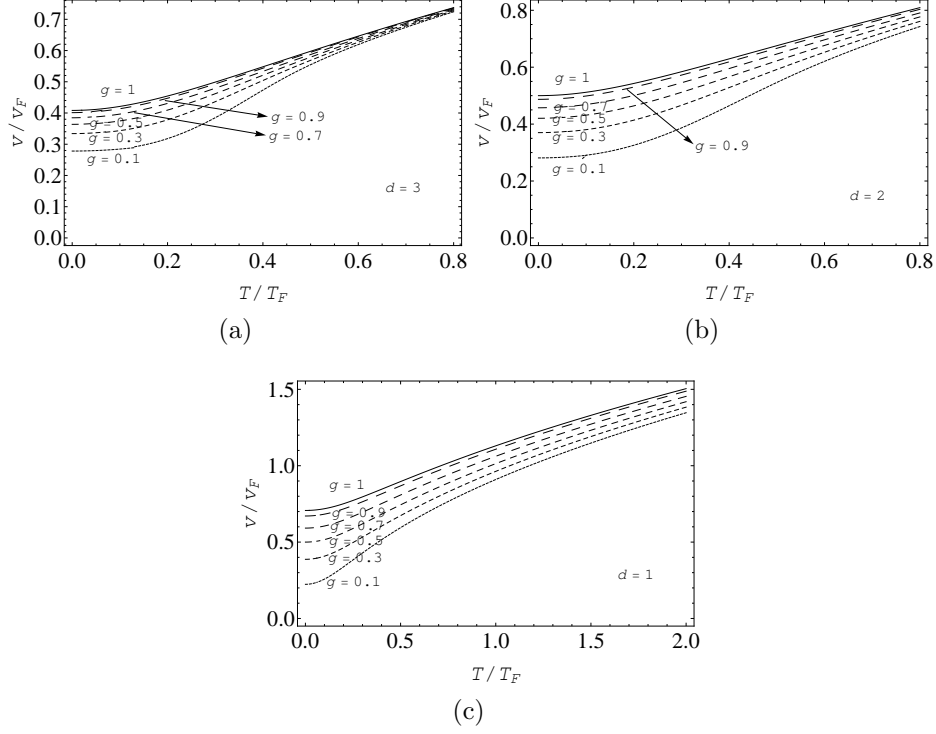 0.7
0.6
0.5
0.4
0.3
0.2
0.1
0.0
v / v_F
g = 1
g = 0.9
g = 0.7
g = 0.5
g = 0.3
g = 0.1
d = 3
0.0 0.2 0.4 0.6 0.8
T / T_F
(a)
0.8
0.6
0.4
0.2
0.0
v / v_F
g = 1
g = 0.7
g = 0.5
g = 0.3
g = 0.9
g = 0.1
d = 2
0.0 0.2 0.4 0.6 0.8
T / T_F
(b)
1.5
1.0
0.5
0.0
v / v_F
g = 1
g = 0.9
g = 0.7
g = 0.5
g = 0.3
g = 0.1
d = 1
0.0 0.5 1.0 1.5 2.0
T / T_F
(c)